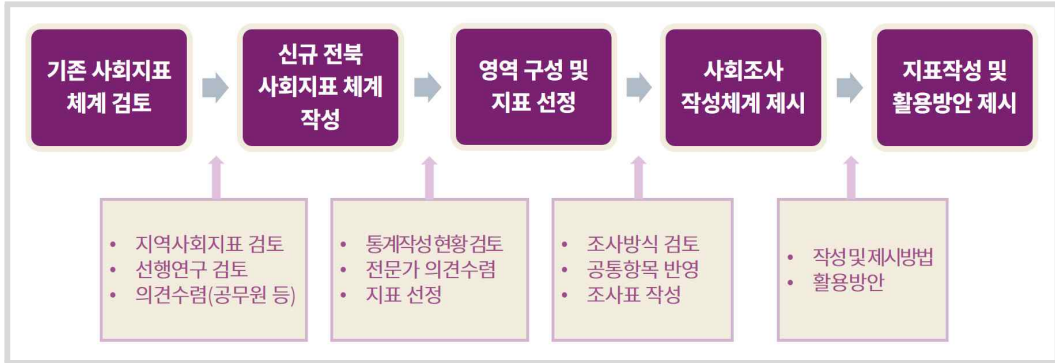 기존 사회지표
체계 검토
신규 전북
사회지표 체계
작성
영역 구성 및
지표 선정
사회조사
작성체계 제시
지표작성 및
활용방안 제시
• 지역사회지표 검토
• 선행연구 검토
• 의견수렴(공무원 등)
• 통계작성 현황 검토
• 전문가 의견수렴
• 지표 선정
• 조사방식 검토
• 공통항목 반영
• 조사표 작성
• 작성 및 제시방법
• 활용방안